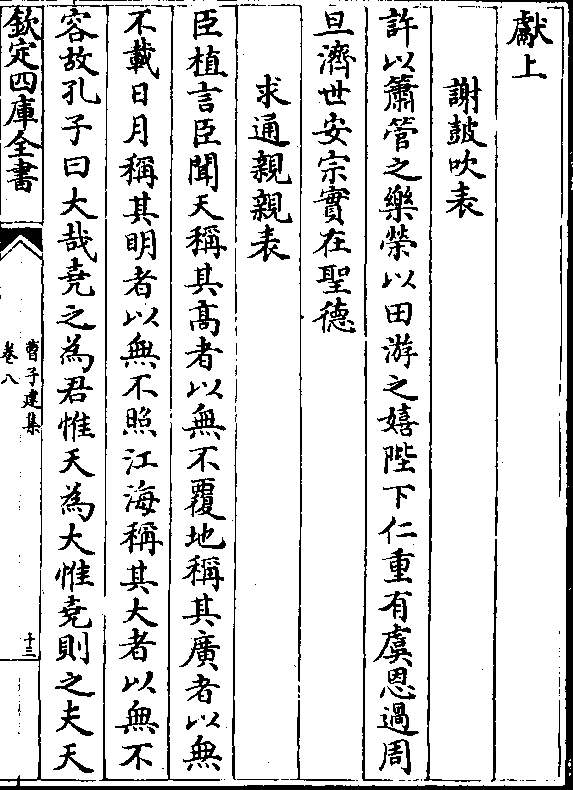 獻上
謝鼓吹表
許以簫管之樂榮以田游之嬉陛下仁重有虞恩過周
旦濟世安宗實在聖德
求通親親表
臣植言臣聞天稱其髙者以無不覆地稱其廣者以無
不載日月稱其明者以無不照江海稱其大者以無不
容故孔子曰大哉堯之為君惟天為大惟堯則之夫天
欽定四庫全書
曹子建集
卷八
十三